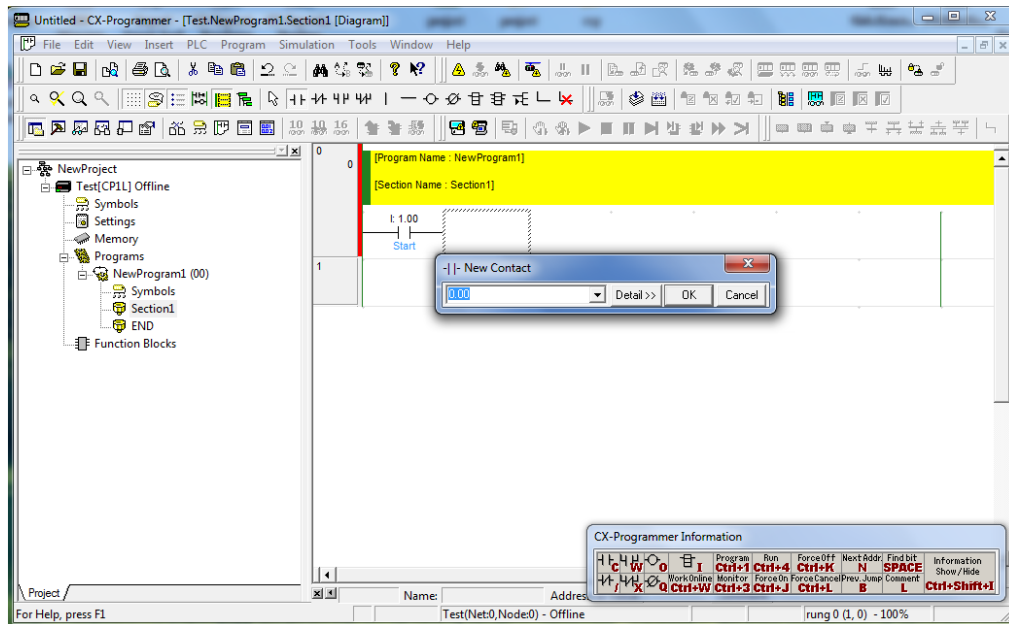 Untitled - CX-Programmer - [Test.NewProgram1.Section1 [Diagram]]
File Edit View Insert PLC Program Simulation Tools Window Help
10 10 16
NewProject
Test[CP1L] Offline
Symbols
Settings
Memory
Programs
NewProgram1 (00)
Symbols
Section1
END
Function Blocks
Project
0
0
[Program Name : NewProgram1]
[Section Name : Section1]
I: 1.00
Start
1
-| |- New Contact
0.00 Detail >> OK Cancel
CX-Programmer Information
C W O I Program Ctrl+1 Run Ctrl+4 Force Off Ctrl+K Next Addr. N Find bit SPACE Information Show / Hide
/ X Q Work Online Ctrl+W Monitor Ctrl+3 Force On Ctrl+J Force Cancel Ctrl+L Prev. Jump B Comment L Ctrl+Shift+I
Name: Addres
For Help, press F1 Test(Net:0,Node:0) - Offline rung 0 (1, 0) - 100%